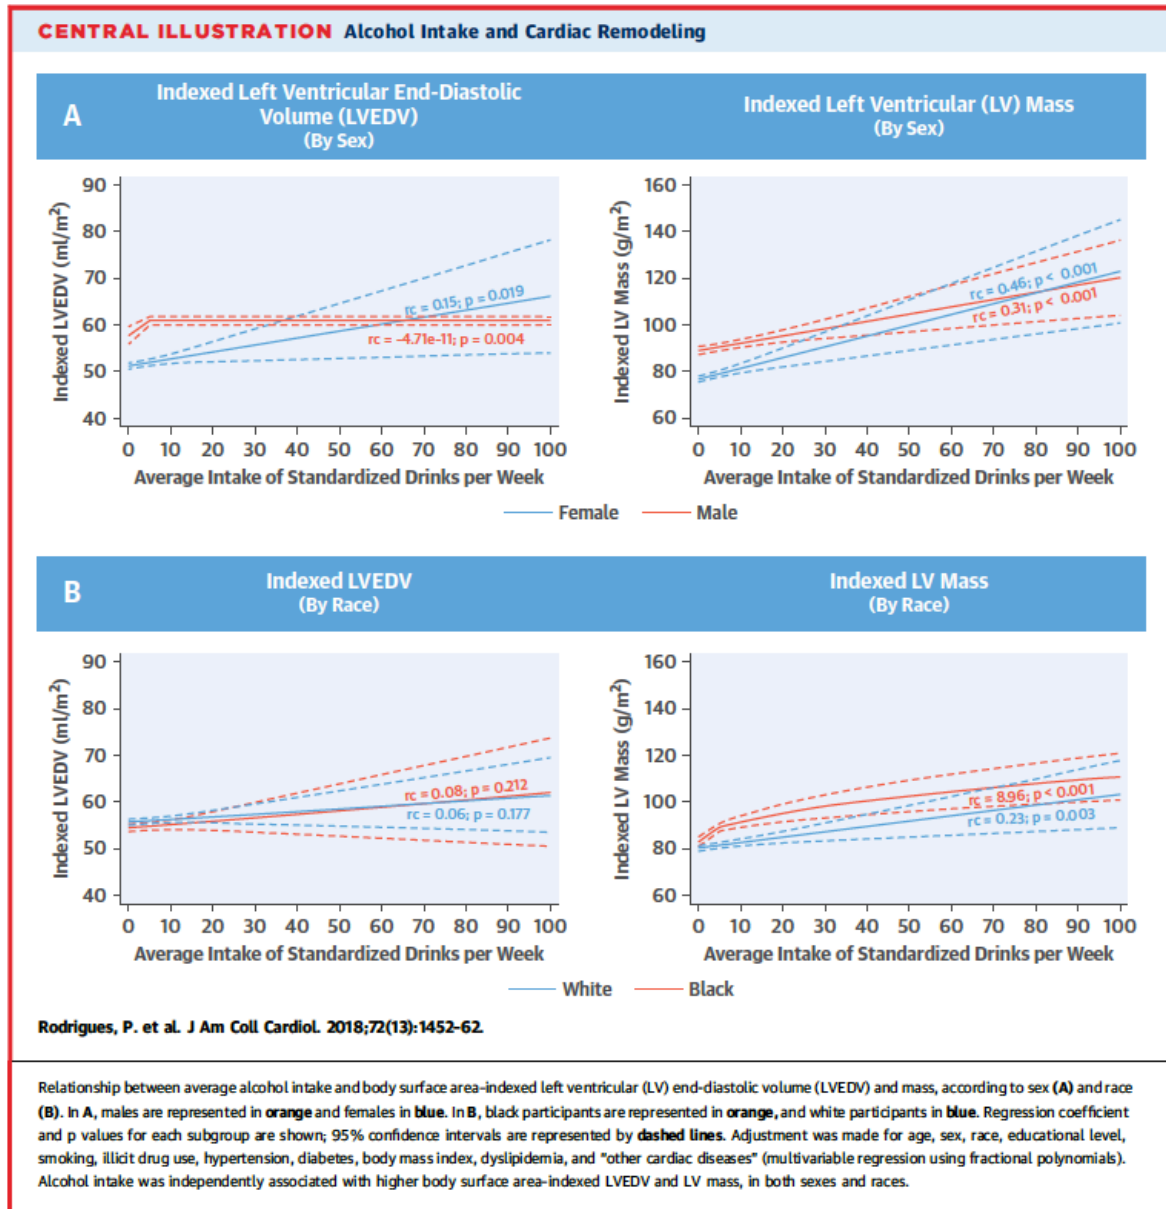 CENTRAL ILLUSTRATION Alcohol Intake and Cardiac Remodeling
A
Indexed Left Ventricular End-Diastolic
Volume (LVEDV)
(By Sex)
Indexed Left Ventricular (LV) Mass
(By Sex)
Indexed LVEDV (ml/m²)
90
80
70
60
50
40
rc = 0.15; p = 0.019
rc = -4.71e-11; p = 0.004
0 10 20 30 40 50 60 70 80 90 100
Average Intake of Standardized Drinks per Week
Indexed LV Mass (g/m²)
160
140
120
100
80
60
rc = 0.46; p < 0.001
rc = 0.31; p < 0.001
0 10 20 30 40 50 60 70 80 90 100
Average Intake of Standardized Drinks per Week
Female Male
B
Indexed LVEDV
(By Race)
Indexed LV Mass
(By Race)
Indexed LVEDV (ml/m²)
90
80
70
60
50
40
rc = 0.08; p = 0.212
rc = 0.06; p = 0.177
0 10 20 30 40 50 60 70 80 90 100
Average Intake of Standardized Drinks per Week
Indexed LV Mass (g/m²)
160
140
120
100
80
60
rc = 8.96; p < 0.001
rc = 0.23; p = 0.003
0 10 20 30 40 50 60 70 80 90 100
Average Intake of Standardized Drinks per Week
White Black
Rodrigues, P. et al. J Am Coll Cardiol. 2018;72(13):1452-62.
Relationship between average alcohol intake and body surface area-indexed left ventricular (LV) end-diastolic volume (LVEDV) and mass, according to sex (A) and race
(B). In A, males are represented in orange and females in blue. In B, black participants are represented in orange, and white participants in blue. Regression coefficient
and p values for each subgroup are shown; 95% confidence intervals are represented by dashed lines. Adjustment was made for age, sex, race, educational level,
smoking, illicit drug use, hypertension, diabetes, body mass index, dyslipidemia, and "other cardiac diseases" (multivariable regression using fractional polynomials).
Alcohol intake was independently associated with higher body surface area-indexed LVEDV and LV mass, in both sexes and races.